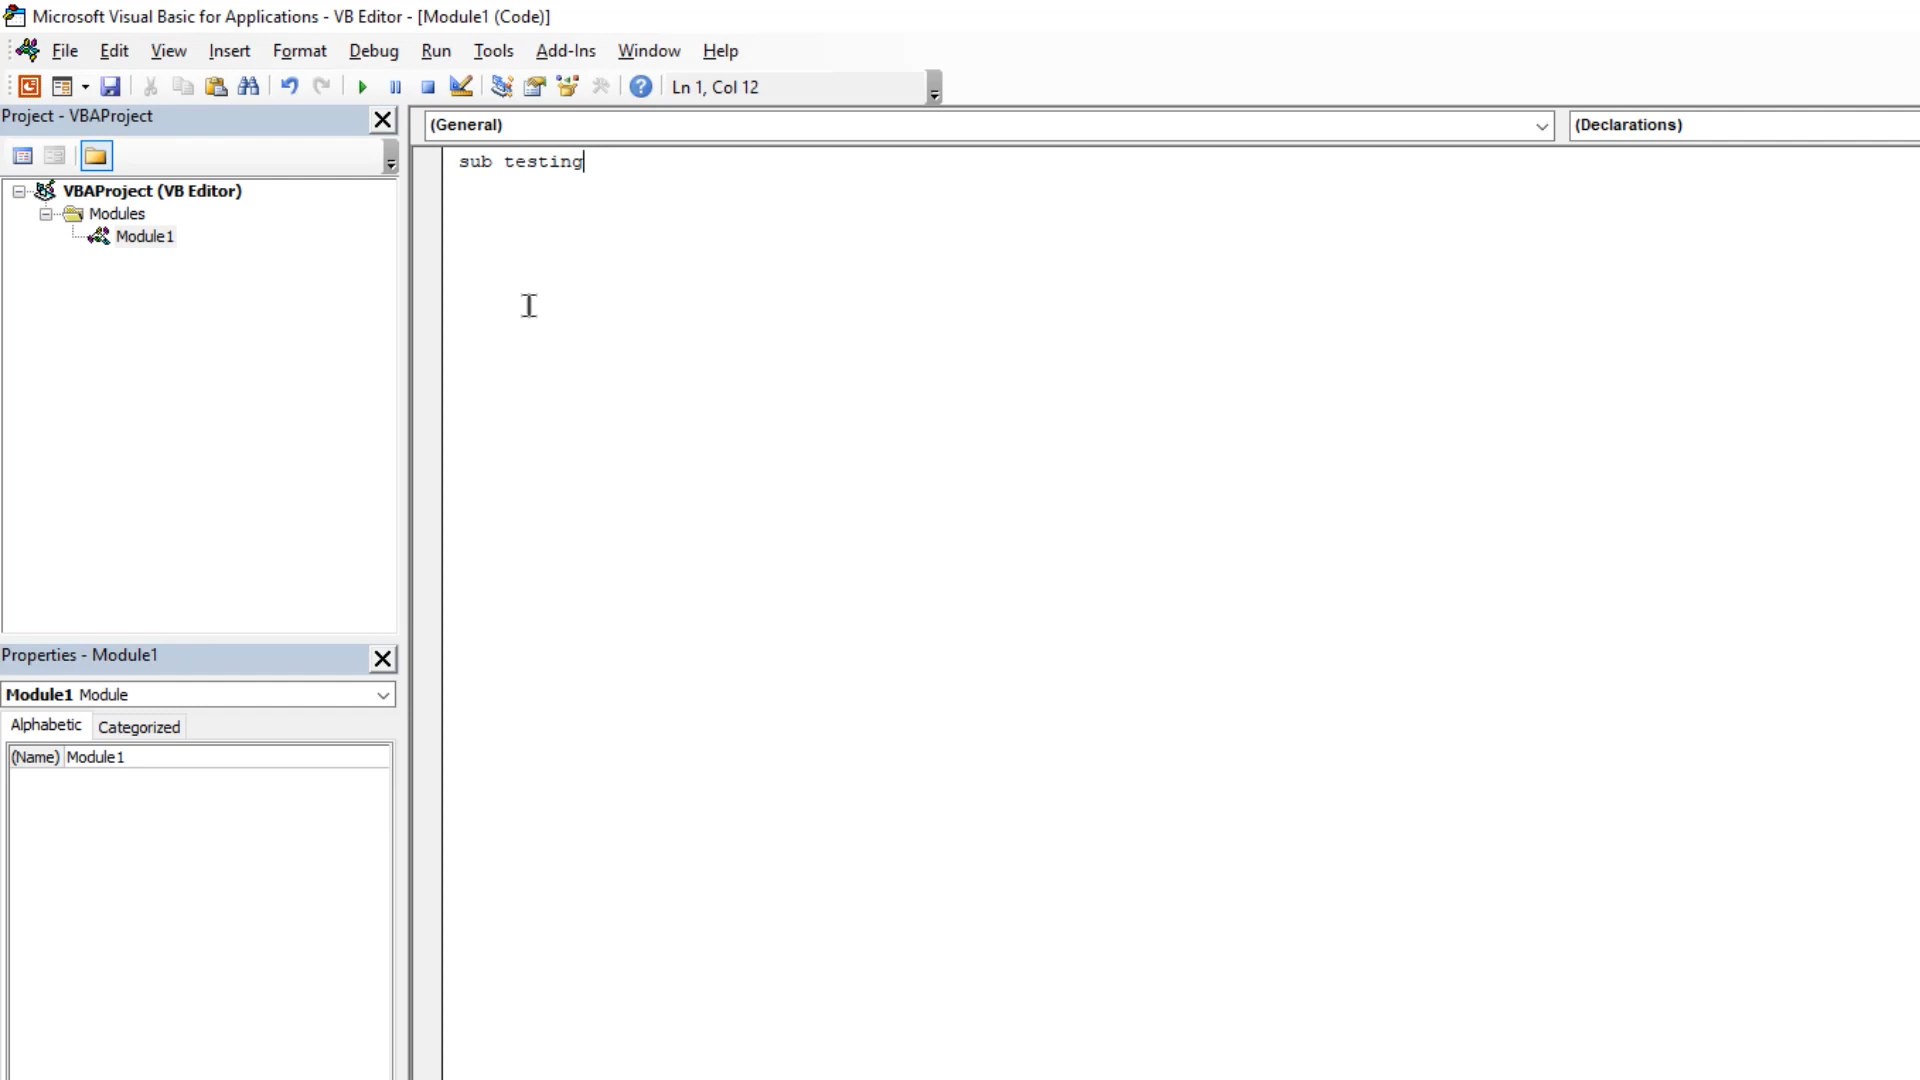 Microsoft Visual Basic for Applications - VB Editor - [Module1 (Code)]
File Edit View Insert Format Debug Run Tools Add-Ins Window Help
Ln 1, Col 12
Project - VBAProject
(General)
(Declarations)
sub testing
VBAProject (VB Editor)
Modules
Module1
Properties - Module1
Module1 Module
Alphabetic Categorized
(Name) Module1